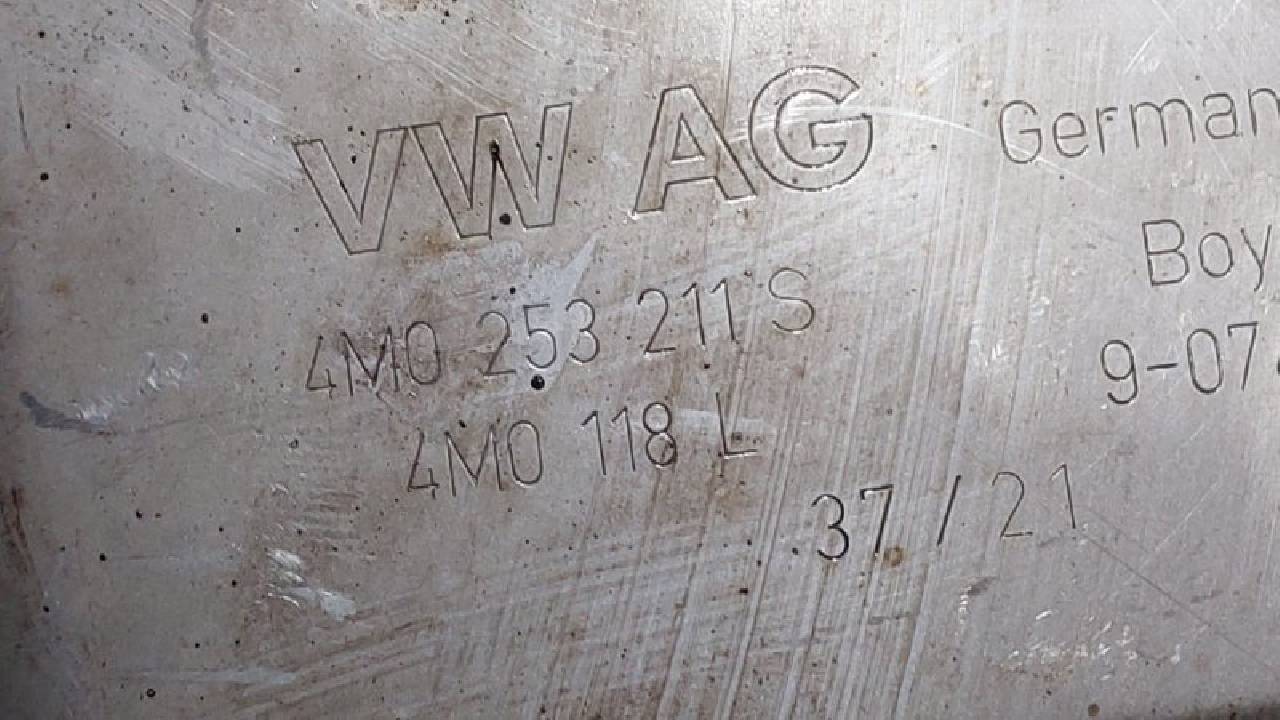 VW AG
German
Boy
4M0 253 211 S
9-07.
4M0 118 L
37 / 21